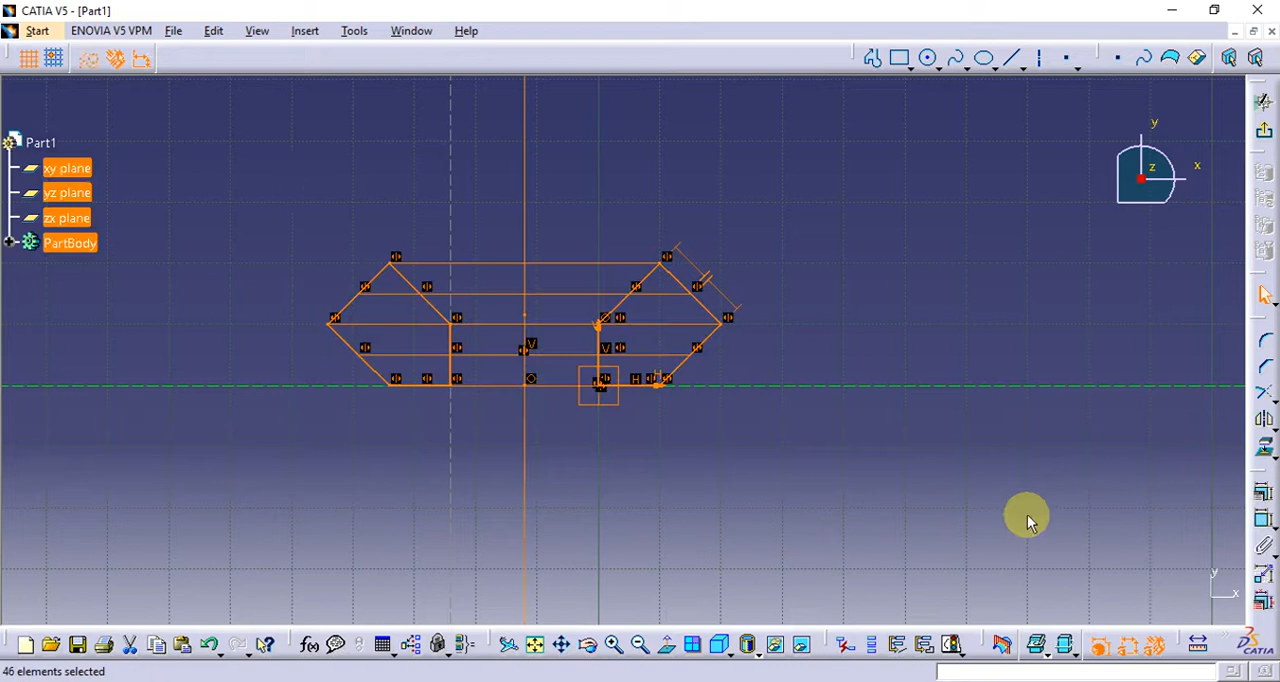 CATIA V5 - [Part1]
Start ENOVIA V5 VPM File Edit View Insert Tools Window Help
y
x
z
Part1
xy plane
yz plane
zx plane
PartBody
V
V
H
H
y
x
f(x)
CATIA
46 elements selected